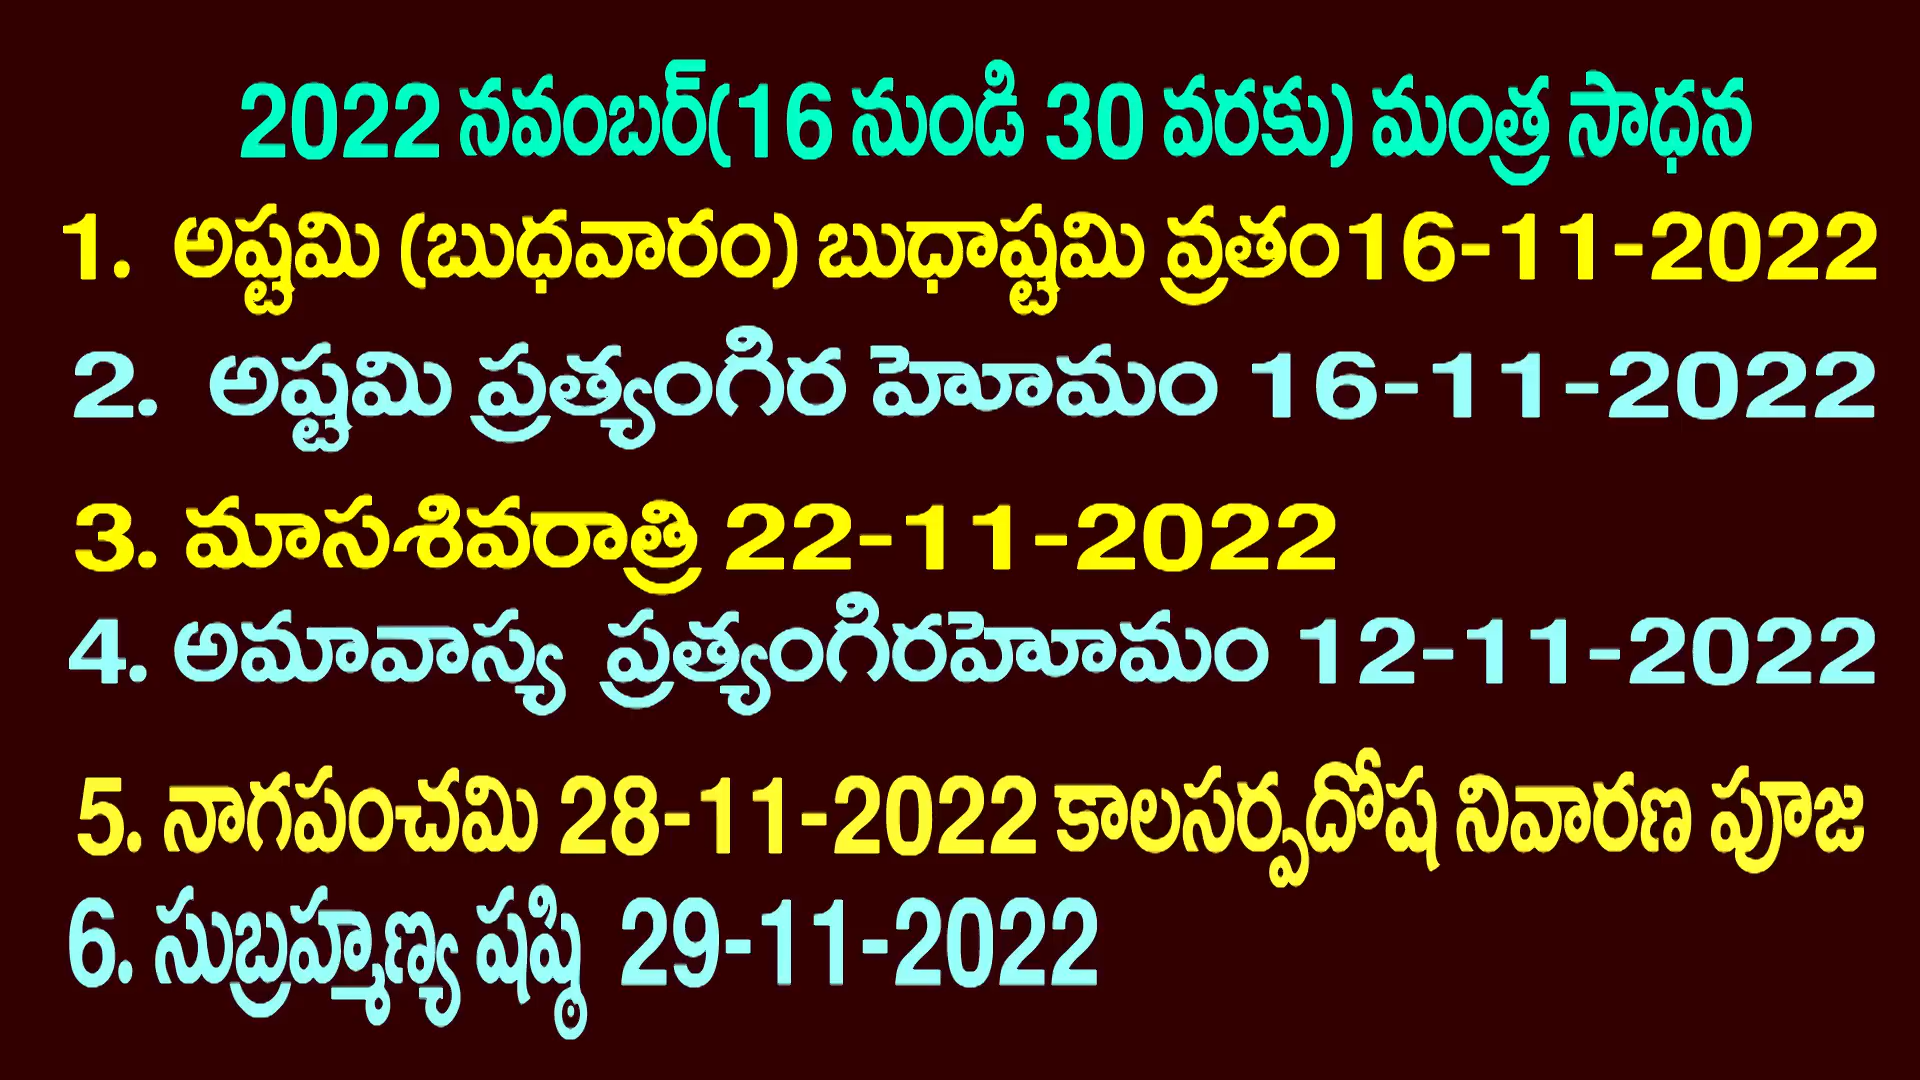 2022 నవంబర్(16 నుండి 30 వరకు) మంత్ర సాధన
1. అష్టమి (బుధవారం) బుధాష్టమి వ్రతం16-11-2022
2. అష్టమి ప్రత్యంగిర హెూమం 16-11-2022
3. మాసశివరాత్రి 22-11-2022
4. అమావాస్య ప్రత్యంగిరహెూమం 12-11-2022
5. నాగపంచమి 28-11-2022 కాలసర్పదోష నివారణ పూజ
6. సుబ్రహ్మణ్య షష్ఠి 29-11-2022